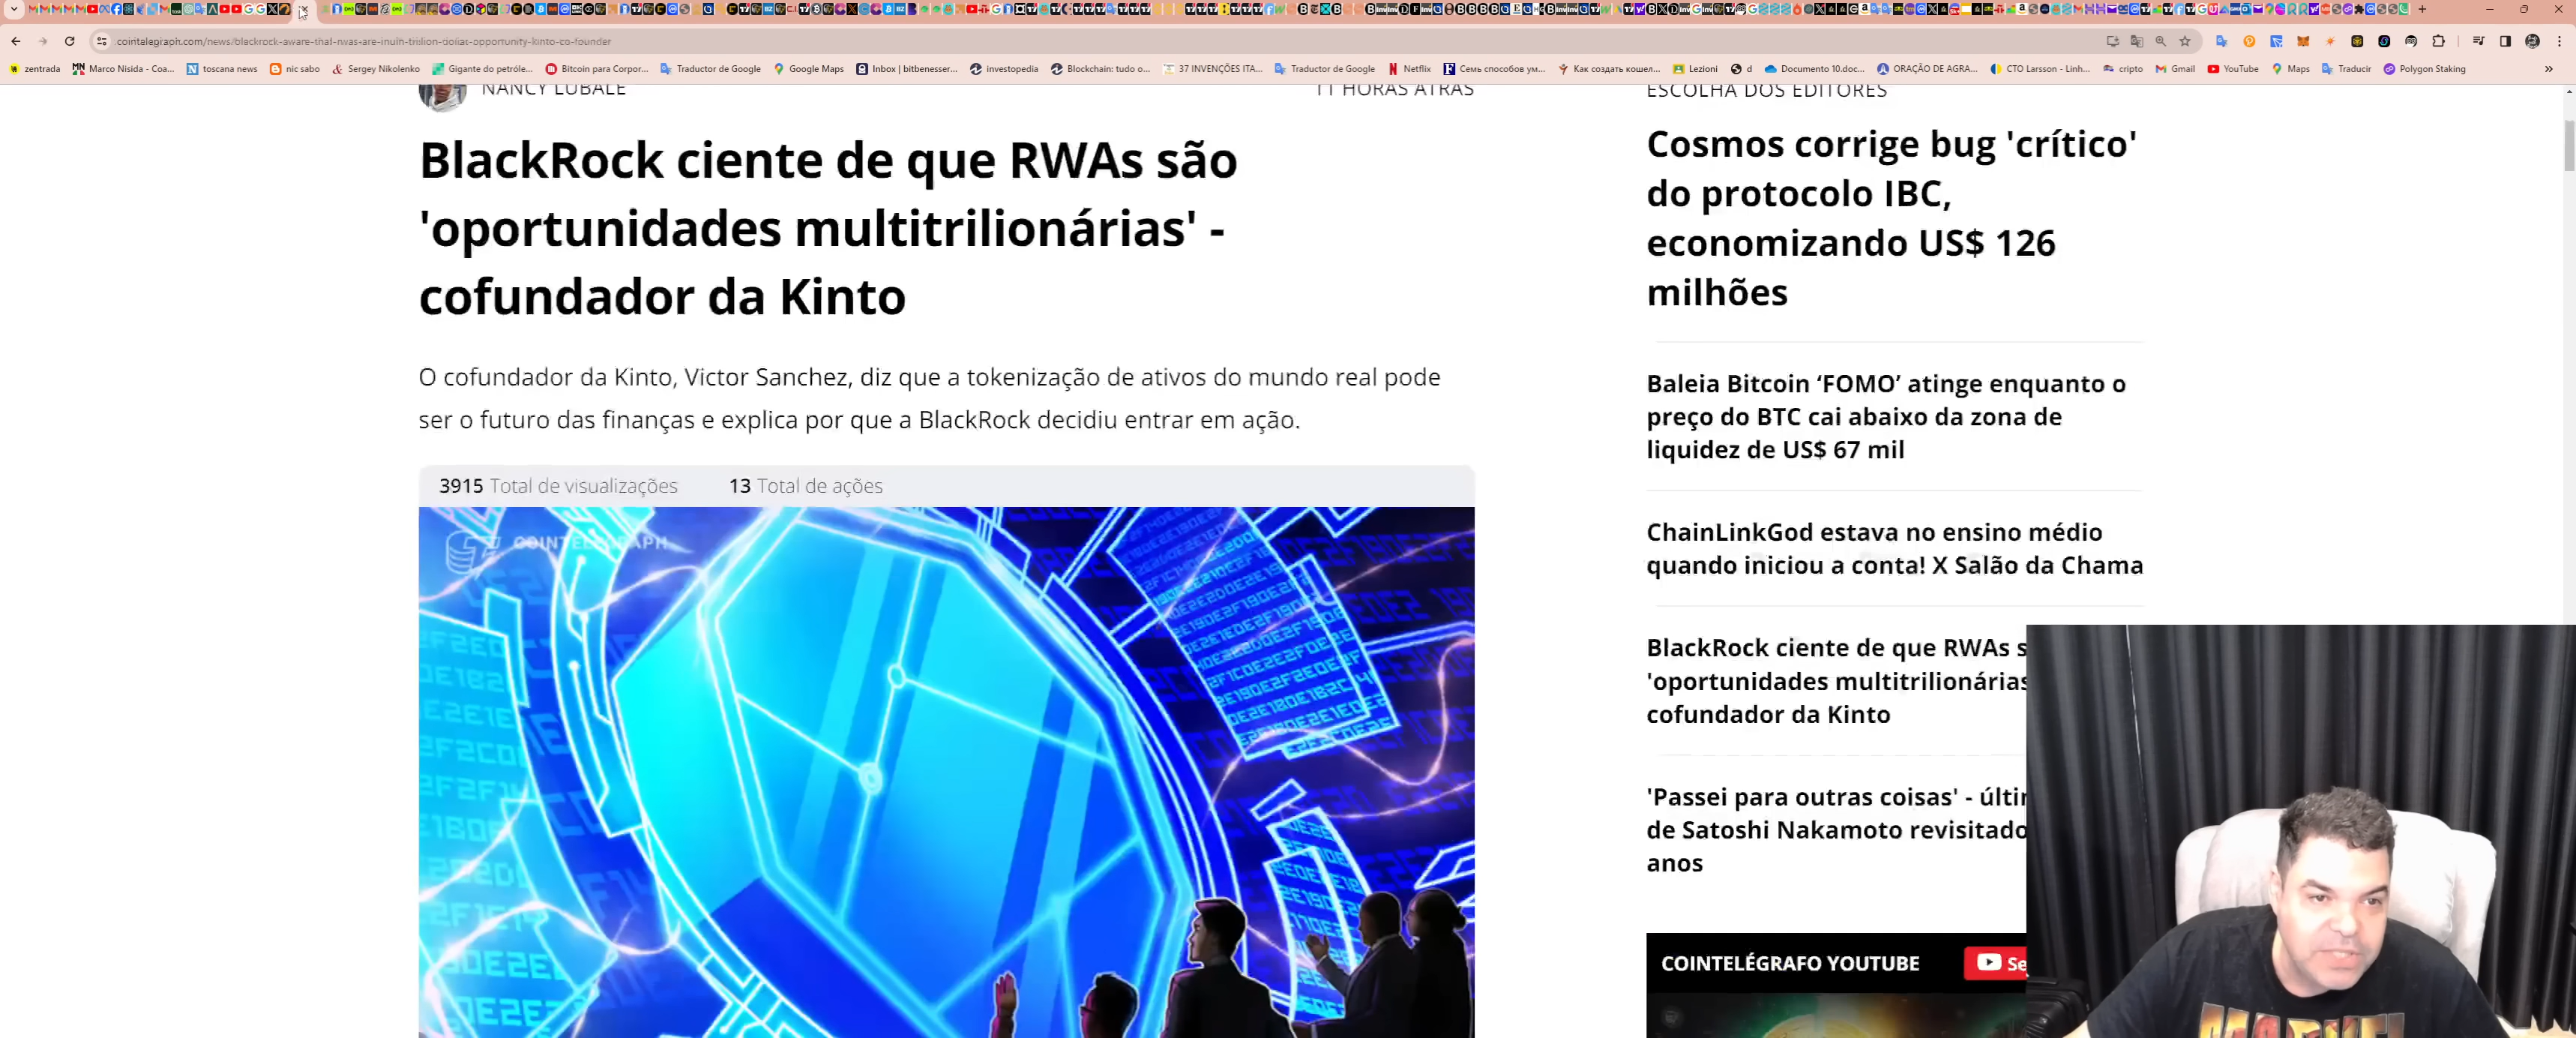 cointelegraph.com/news/blackrock-aware-that-rwas-are-multi-trillion-dollar-opportunity-kinto-co-founder
zentrada
Marco Nisida - Coa...
toscana news
nic sabo
Sergey Nikolenko
Gigante do petróle...
Bitcoin para Corpor...
Traductor de Google
Google Maps
Inbox | bitbenesser...
investopedia
Blockchain: tudo o...
37 INVENÇÕES ITA...
Traductor de Google
Netflix
Семь способов ум...
Как создать кошел...
Lezioni
d
Documento 10.doc...
ORAÇÃO DE AGRA...
CTO Larsson - Linh...
cripto
Gmail
YouTube
Maps
Traducir
Polygon Staking
NANCY LUBALE
11 HORAS ATRÁS
BlackRock ciente de que RWAs são
'oportunidades multitrilionárias' -
cofundador da Kinto
O cofundador da Kinto, Victor Sanchez, diz que a tokenização de ativos do mundo real pode
ser o futuro das finanças e explica por que a BlackRock decidiu entrar em ação.
3915 Total de visualizações
13 Total de ações
COINTELEGRAPH
ESCOLHA DOS EDITORES
Cosmos corrige bug 'crítico'
do protocolo IBC,
economizando US$ 126
milhões
Baleia Bitcoin ‘FOMO’ atinge enquanto o
preço do BTC cai abaixo da zona de
liquidez de US$ 67 mil
ChainLinkGod estava no ensino médio
quando iniciou a conta! X Salão da Chama
BlackRock ciente de que RWAs s
'oportunidades multitrilionárias
cofundador da Kinto
'Passei para outras coisas' - últi
de Satoshi Nakamoto revisitado
anos
COINTELÉGRAFO YOUTUBE
Se